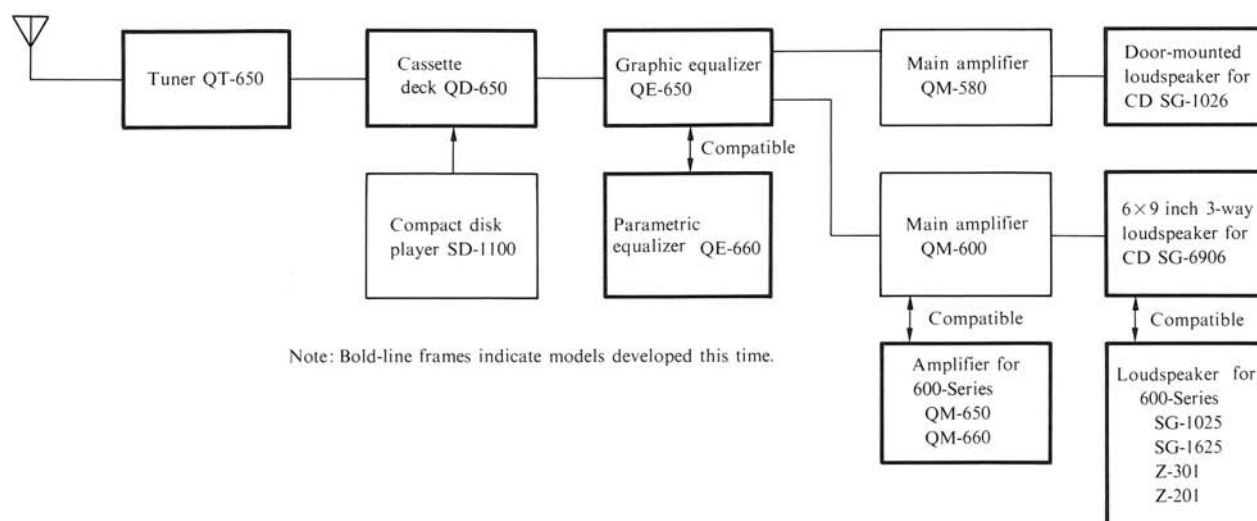 Tuner QT-650
Cassette
deck QD-650
Graphic equalizer
QE-650
Main amplifier
QM-580
Door-mounted
loudspeaker for
CD SG-1026
Compatible
Compact disk
player SD-1100
Parametric
equalizer QE-660
Main amplifier
QM-600
6×9 inch 3-way
loudspeaker for
CD SG-6906
Compatible
Compatible
Note: Bold-line frames indicate models developed this time.
Amplifier for
600-Series
QM-650
QM-660
Loudspeaker for
600-Series
SG-1025
SG-1625
Z-301
Z-201